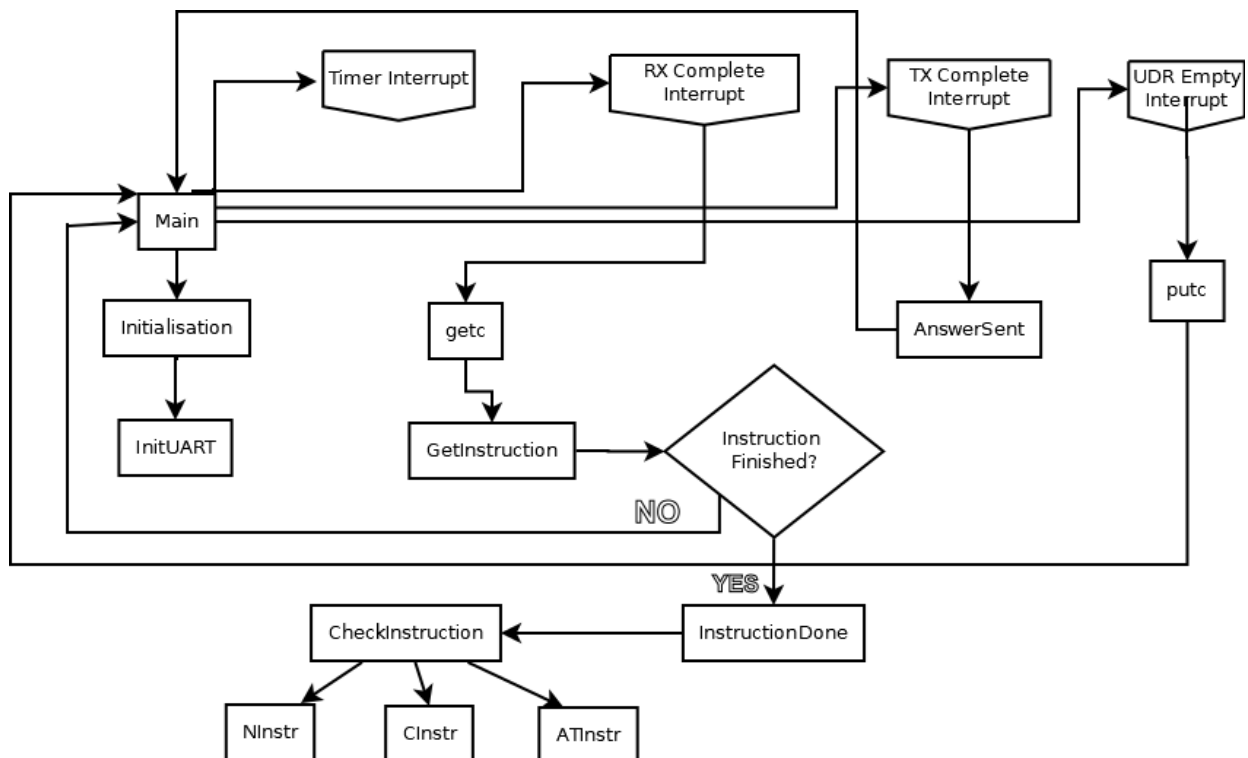 Timer Interrupt
RX Complete
Interrupt
TX Complete
Interrupt
UDR Empty
Interrupt
Main
Initialisation
InitUART
getc
GetInstruction
Instruction
Finished?
AnswerSent
putc
NO
YES
InstructionDone
CheckInstruction
NInstr
CInstr
ATInstr